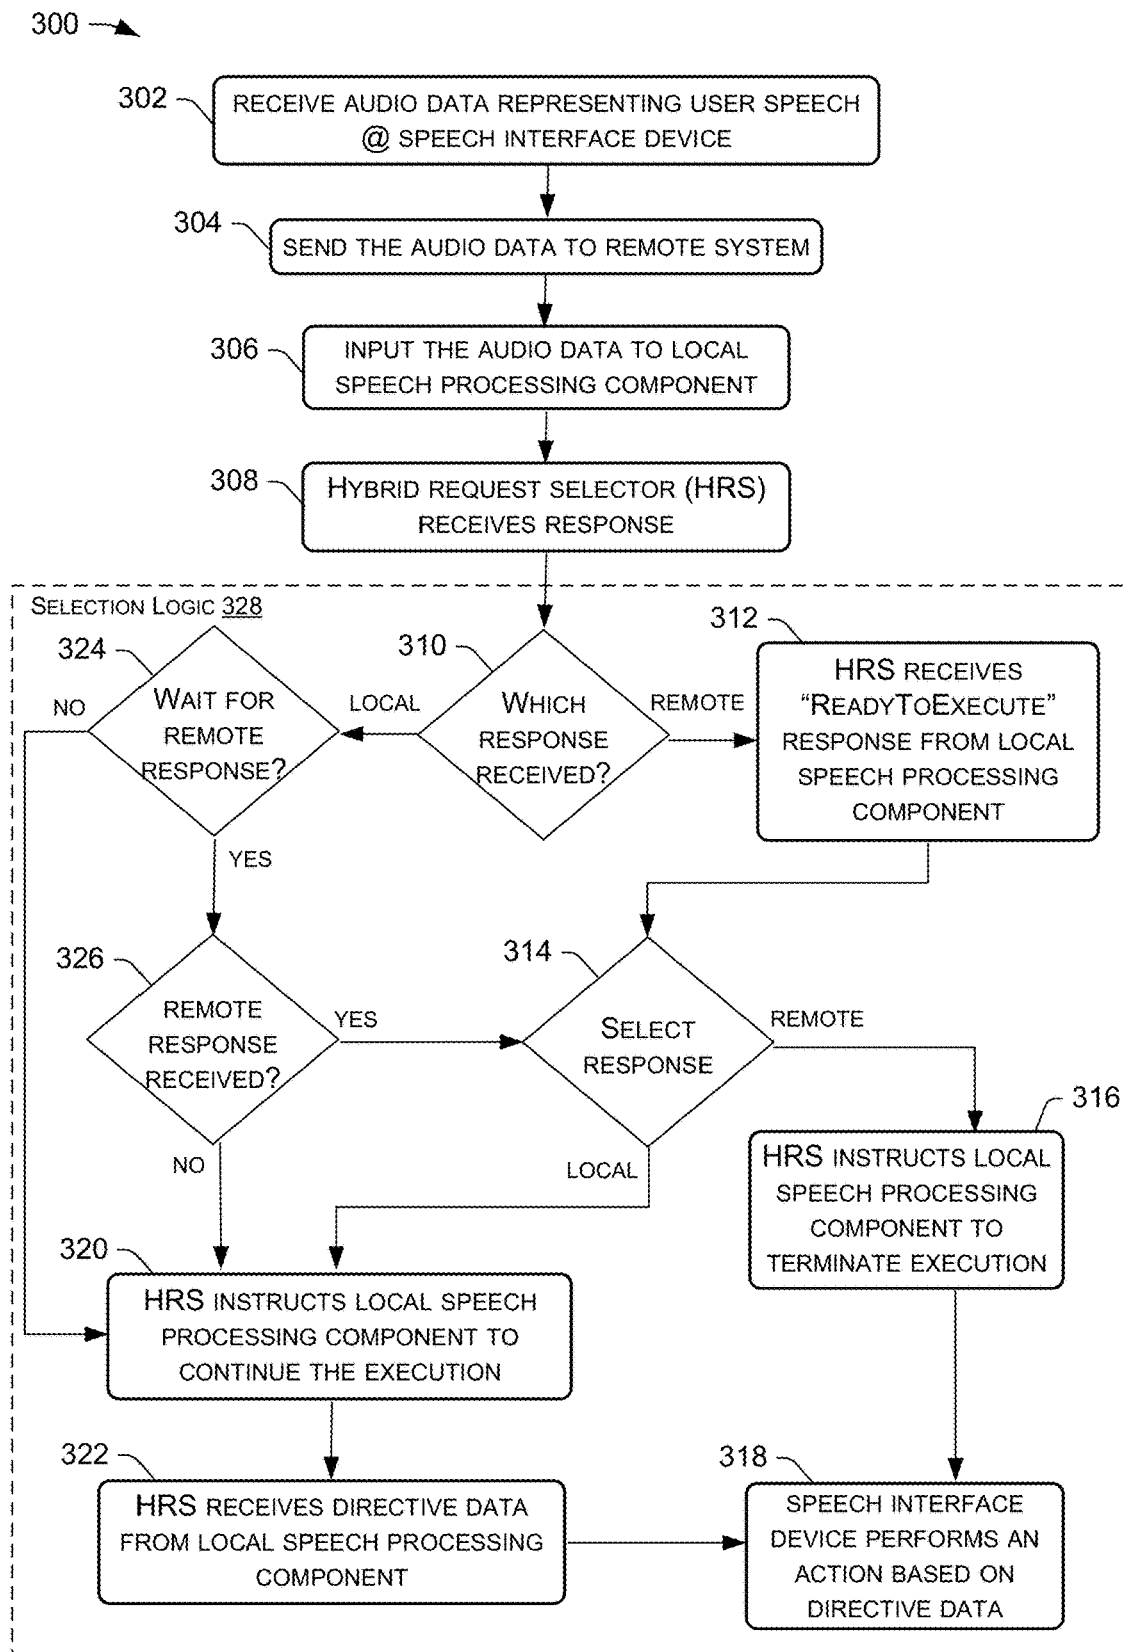 300
302
RECEIVE AUDIO DATA REPRESENTING USER SPEECH
@ SPEECH INTERFACE DEVICE
304
SEND THE AUDIO DATA TO REMOTE SYSTEM
306
INPUT THE AUDIO DATA TO LOCAL
SPEECH PROCESSING COMPONENT
308
HYBRID REQUEST SELECTOR (HRS)
RECEIVES RESPONSE
SELECTION LOGIC 328
324
WAIT FOR
REMOTE
RESPONSE?
NO
YES
310
WHICH
RESPONSE
RECEIVED?
LOCAL
REMOTE
312
HRS RECEIVES
“READYTOEXECUTE”
RESPONSE FROM LOCAL
SPEECH PROCESSING
COMPONENT
326
REMOTE
RESPONSE
RECEIVED?
YES
NO
314
SELECT
RESPONSE
REMOTE
LOCAL
316
HRS INSTRUCTS LOCAL
SPEECH PROCESSING
COMPONENT TO
TERMINATE EXECUTION
320
HRS INSTRUCTS LOCAL SPEECH
PROCESSING COMPONENT TO
CONTINUE THE EXECUTION
322
HRS RECEIVES DIRECTIVE DATA
FROM LOCAL SPEECH PROCESSING
COMPONENT
318
SPEECH INTERFACE
DEVICE PERFORMS AN
ACTION BASED ON
DIRECTIVE DATA